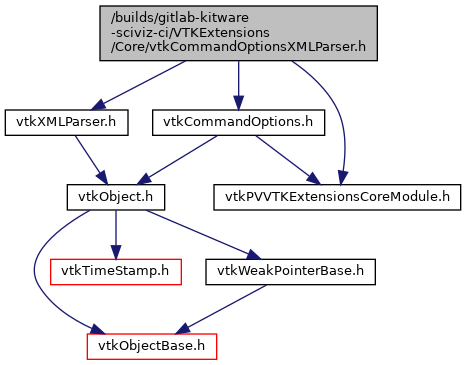 /builds/gitlab-kitware
-sciviz-ci/VTKExtensions
/Core/vtkCommandOptionsXMLParser.h
vtkXMLParser.h
vtkCommandOptions.h
vtkObject.h
vtkPVVTKExtensionsCoreModule.h
vtkTimeStamp.h
vtkWeakPointerBase.h
vtkObjectBase.h